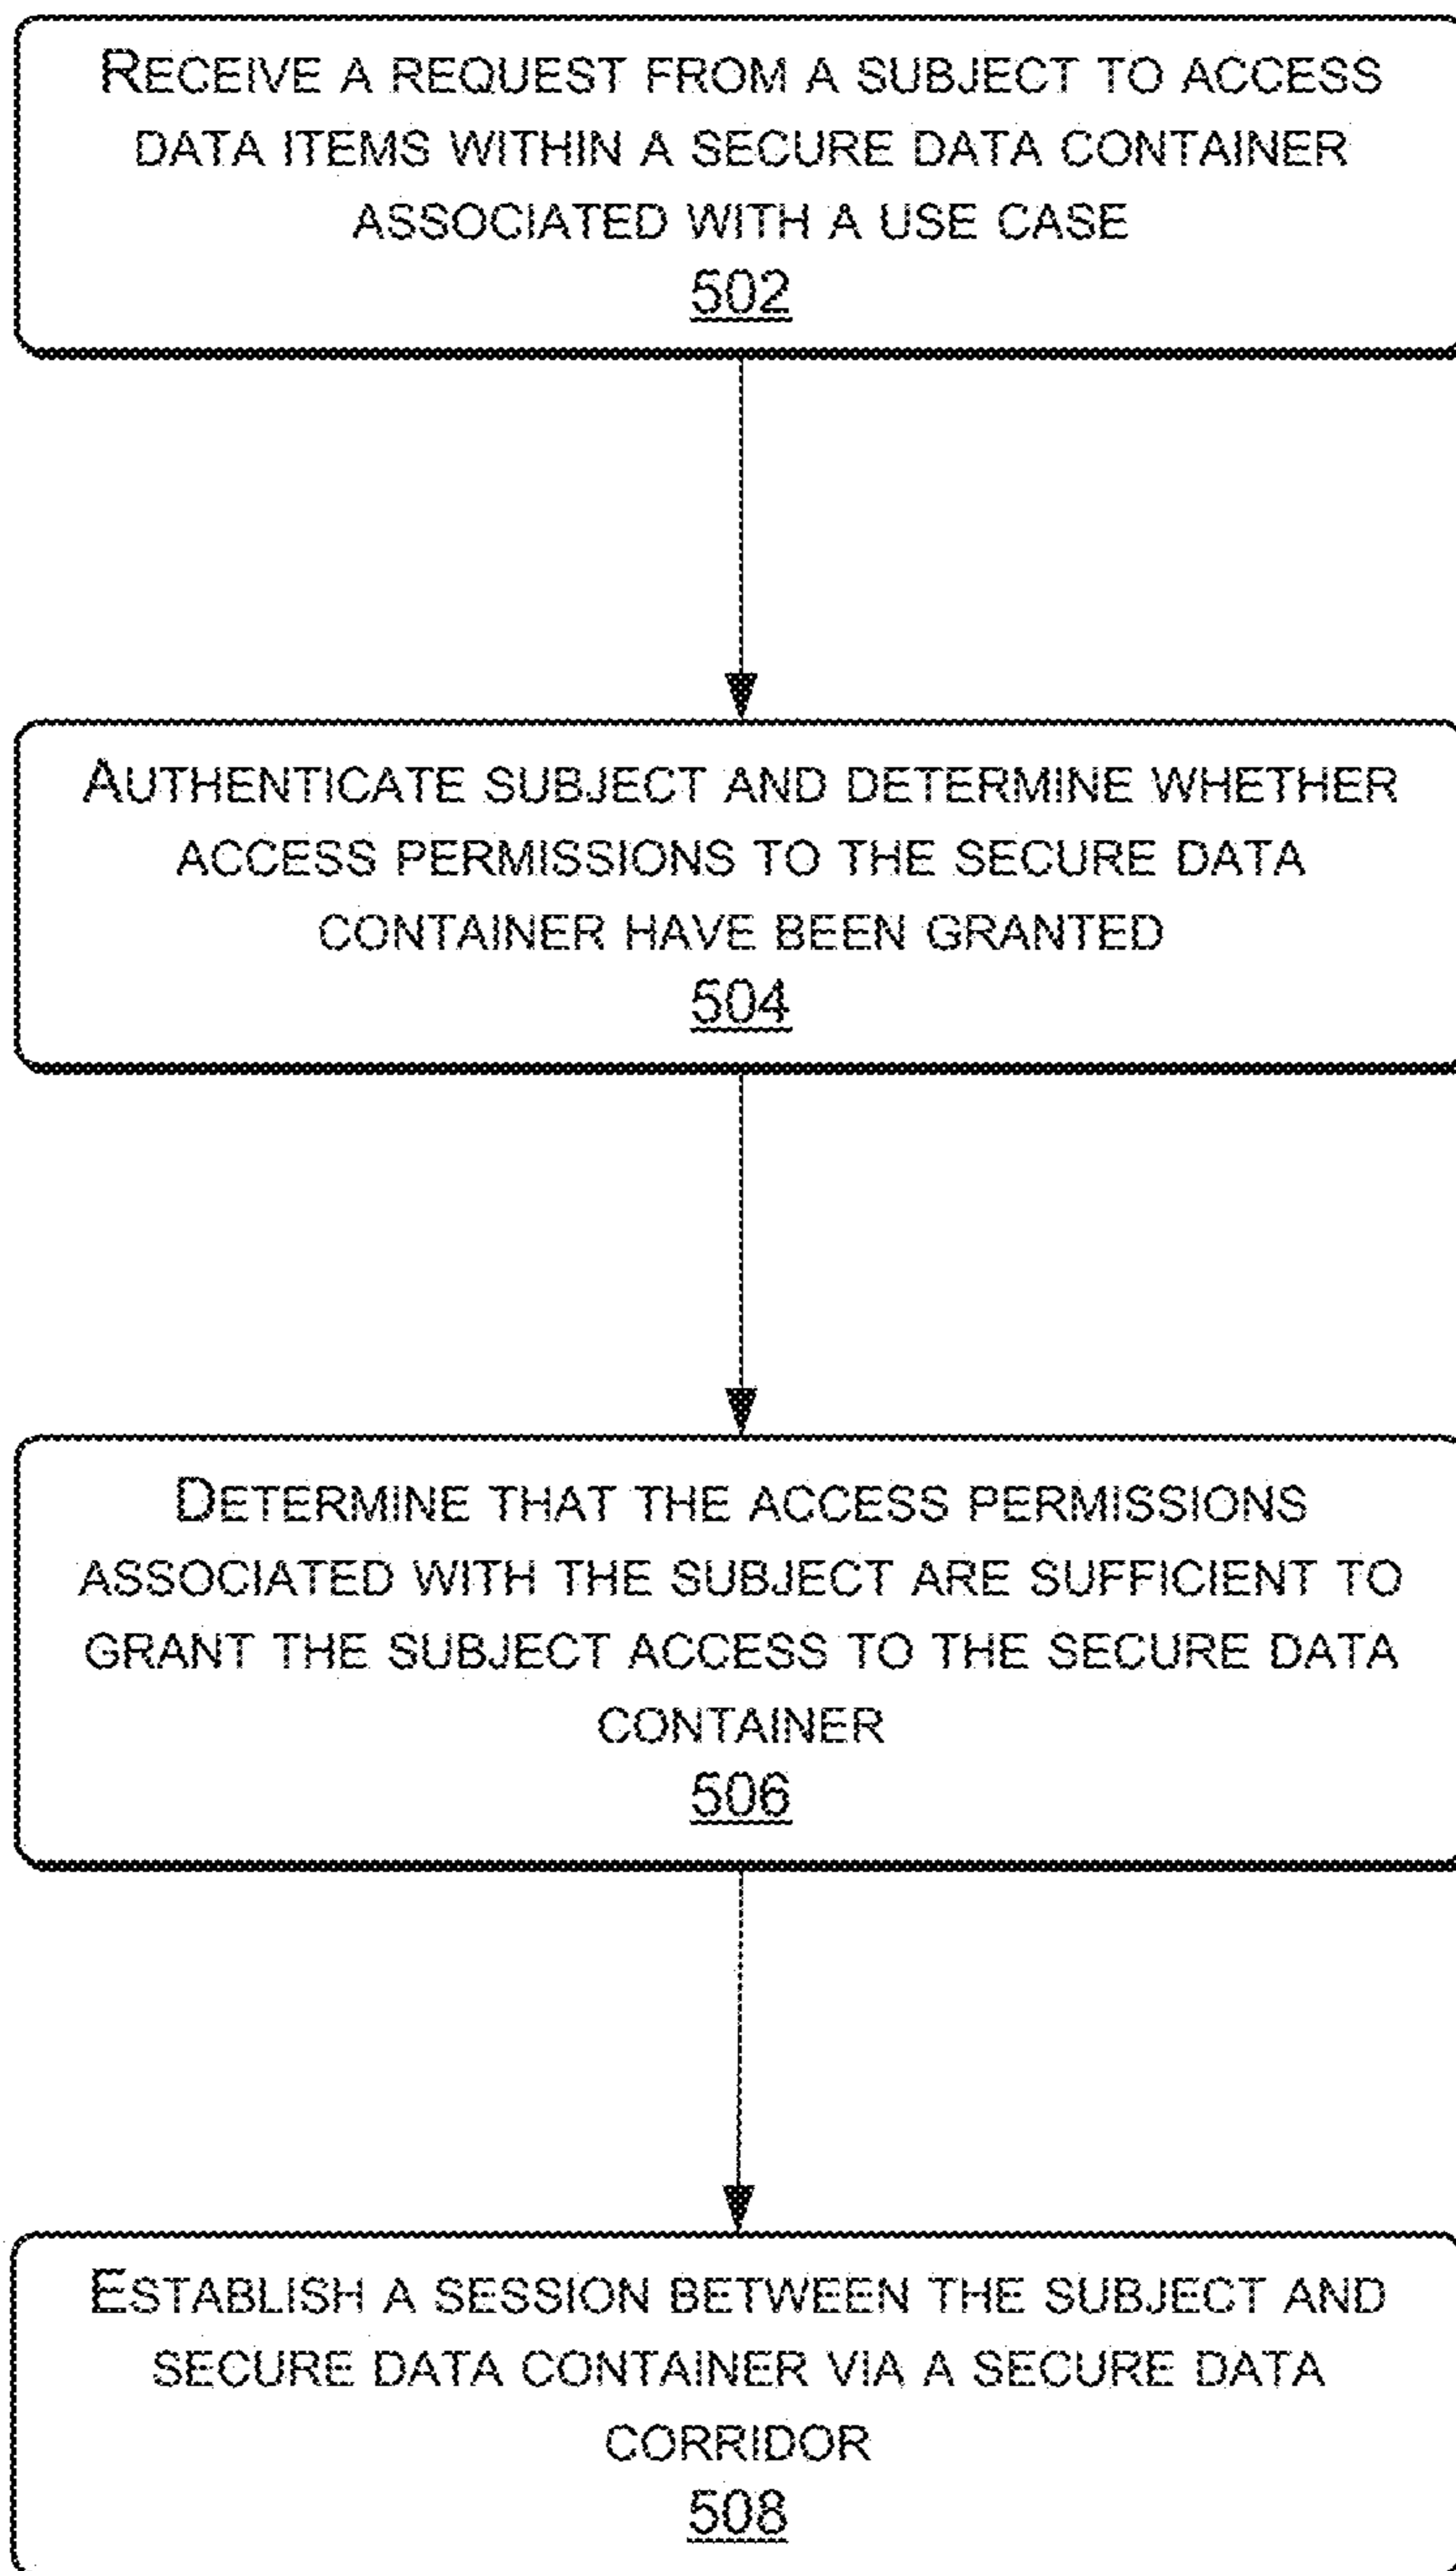 RECEIVE A REQUEST FROM A SUBJECT TO ACCESS
DATA ITEMS WITHIN A SECURE DATA CONTAINER
ASSOCIATED WITH A USE CASE
502
AUTHENTICATE SUBJECT AND DETERMINE WHETHER
ACCESS PERMISSIONS TO THE SECURE DATA
CONTAINER HAVE BEEN GRANTED
504
DETERMINE THAT THE ACCESS PERMISSIONS
ASSOCIATED WITH THE SUBJECT ARE SUFFICIENT TO
GRANT THE SUBJECT ACCESS TO THE SECURE DATA
CONTAINER
506
ESTABLISH A SESSION BETWEEN THE SUBJECT AND
SECURE DATA CONTAINER VIA A SECURE DATA
CORRIDOR
508